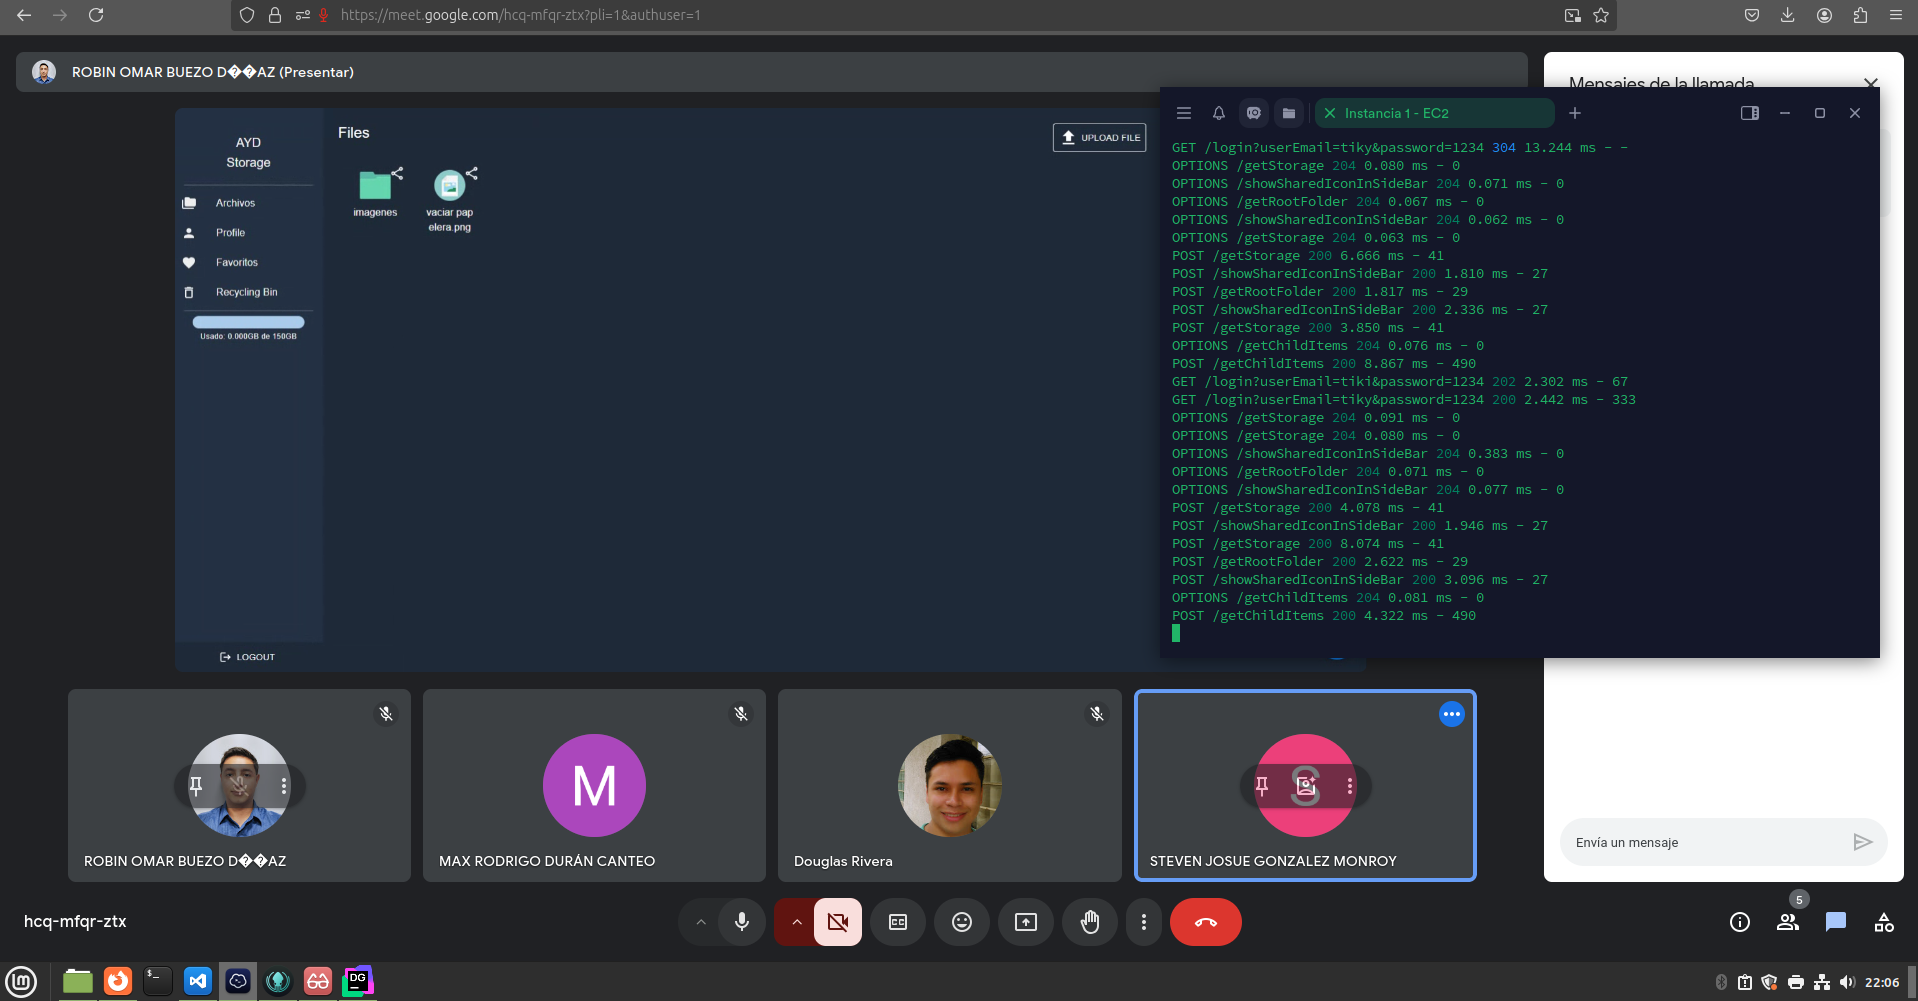 https://meet.google.com/hcq-mfqr-ztx?pli=1&authuser=1
ROBIN OMAR BUEZO D��AZ (Presentar)
Mensajes de la llamada
AYD
Storage
Archivos
Profile
Favoritos
Recycling Bin
Usado: 0.000GB de 150GB
LOGOUT
Files
UPLOAD FILE
imagenes
vaciar pap
elera.png
Instancia 1 - EC2
GET /login?userEmail=tiky&password=1234 304 13.244 ms - -
OPTIONS /getStorage 204 0.080 ms - 0
OPTIONS /showSharedIconInSideBar 204 0.071 ms - 0
OPTIONS /getRootFolder 204 0.067 ms - 0
OPTIONS /showSharedIconInSideBar 204 0.062 ms - 0
OPTIONS /getStorage 204 0.063 ms - 0
POST /getStorage 200 6.666 ms - 41
POST /showSharedIconInSideBar 200 1.810 ms - 27
POST /getRootFolder 200 1.817 ms - 29
POST /showSharedIconInSideBar 200 2.336 ms - 27
POST /getStorage 200 3.850 ms - 41
OPTIONS /getChildItems 204 0.076 ms - 0
POST /getChildItems 200 8.867 ms - 490
GET /login?userEmail=tiki&password=1234 202 2.302 ms - 67
GET /login?userEmail=tiky&password=1234 200 2.442 ms - 333
OPTIONS /getStorage 204 0.091 ms - 0
OPTIONS /getStorage 204 0.080 ms - 0
OPTIONS /showSharedIconInSideBar 204 0.383 ms - 0
OPTIONS /getRootFolder 204 0.071 ms - 0
OPTIONS /showSharedIconInSideBar 204 0.077 ms - 0
POST /getStorage 200 4.078 ms - 41
POST /showSharedIconInSideBar 200 1.946 ms - 27
POST /getStorage 200 8.074 ms - 41
POST /getRootFolder 200 2.622 ms - 29
POST /showSharedIconInSideBar 200 3.096 ms - 27
OPTIONS /getChildItems 204 0.081 ms - 0
POST /getChildItems 200 4.322 ms - 490
M
S
ROBIN OMAR BUEZO D��AZ
MAX RODRIGO DURÁN CANTEO
Douglas Rivera
STEVEN JOSUE GONZALEZ MONROY
Envía un mensaje
hcq-mfqr-ztx
5
DG
22:06